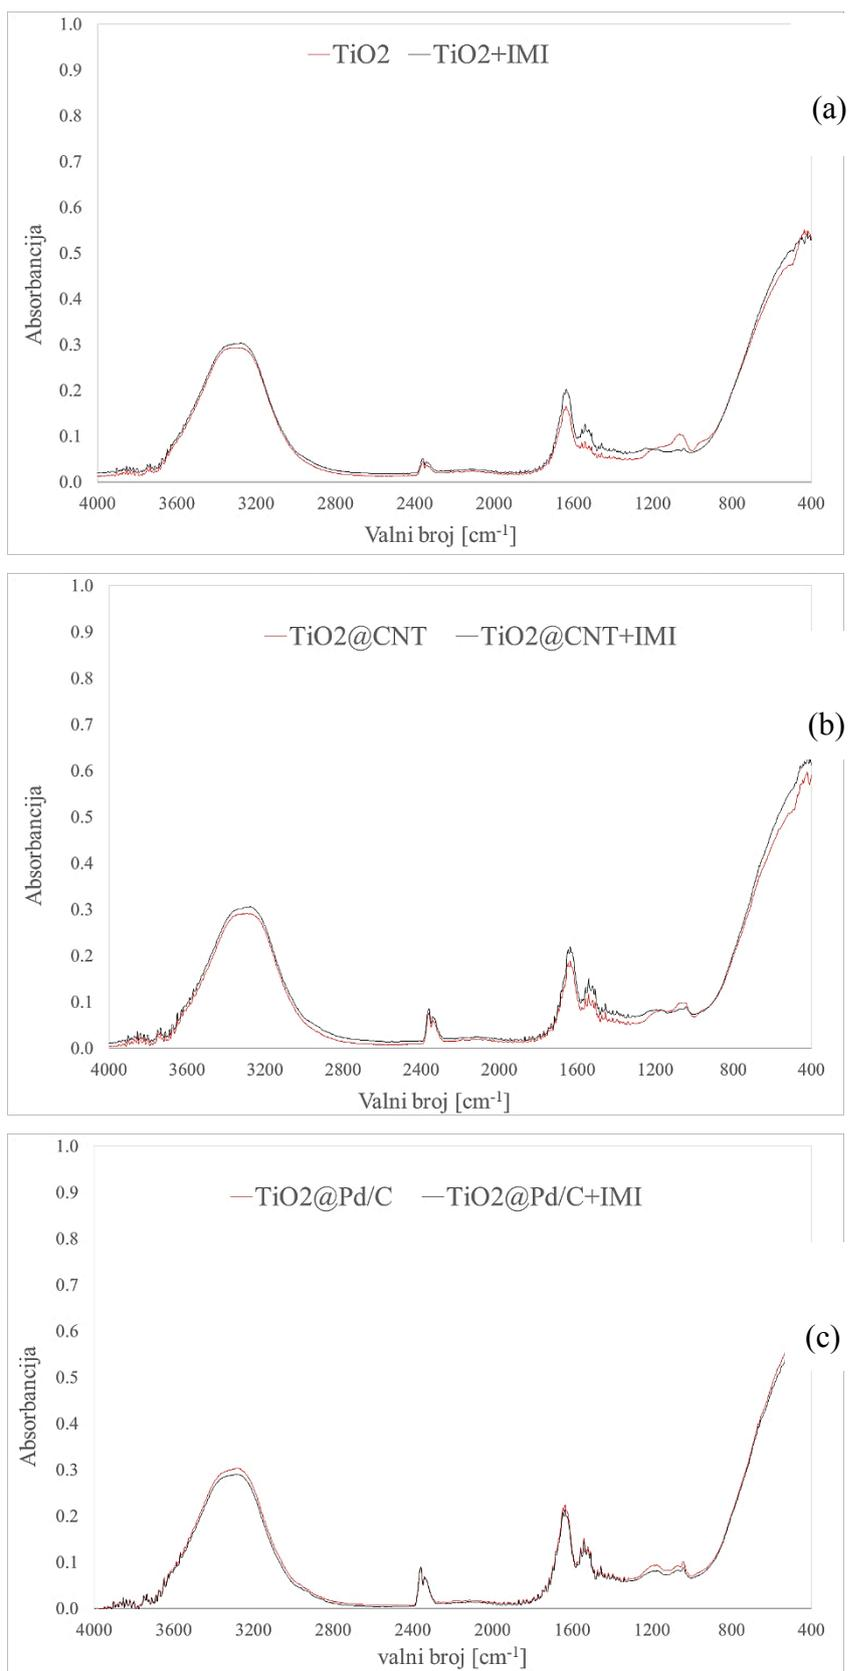 1.0
TiO2 TiO2+IMI
0.9
(a)
0.8
0.7
0.6
0.5
0.4
0.3
0.2
0.1
0.0
Absorbancija
4000 3600 3200 2800 2400 2000 1600 1200 800 400
Valni broj [cm⁻¹]
1.0
0.9
TiO2@CNT TiO2@CNT+IMI
0.8
0.7
(b)
0.6
0.5
0.4
0.3
0.2
0.1
0.0
Absorbancija
4000 3600 3200 2800 2400 2000 1600 1200 800 400
Valni broj [cm⁻¹]
1.0
0.9
TiO2@Pd/C TiO2@Pd/C+IMI
0.8
0.7
0.6
(c)
0.5
0.4
0.3
0.2
0.1
0.0
Absorbancija
4000 3600 3200 2800 2400 2000 1600 1200 800 400
valni broj [cm⁻¹]